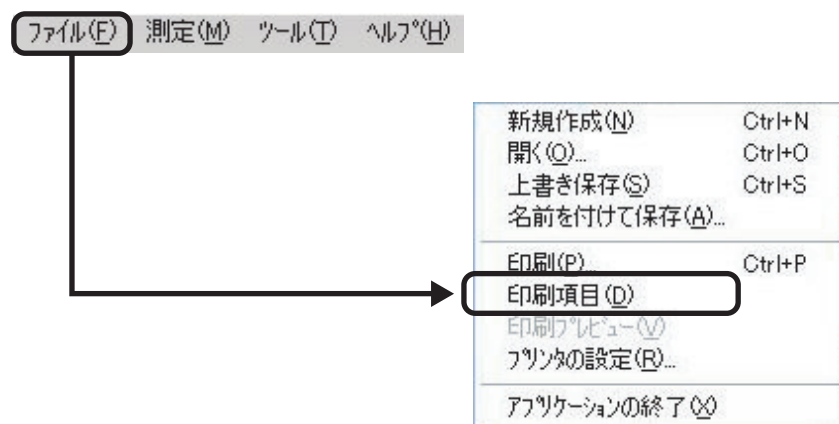 ファイル(F) 測定(M) ツール(T) ヘルプ(H)
新規作成(N) Ctrl+N
開く(O)... Ctrl+O
上書き保存(S) Ctrl+S
名前を付けて保存(A)...
印刷(P)... Ctrl+P
印刷項目(D)
印刷プレビュー(V)
プリンタの設定(R)...
アプリケーションの終了(X)